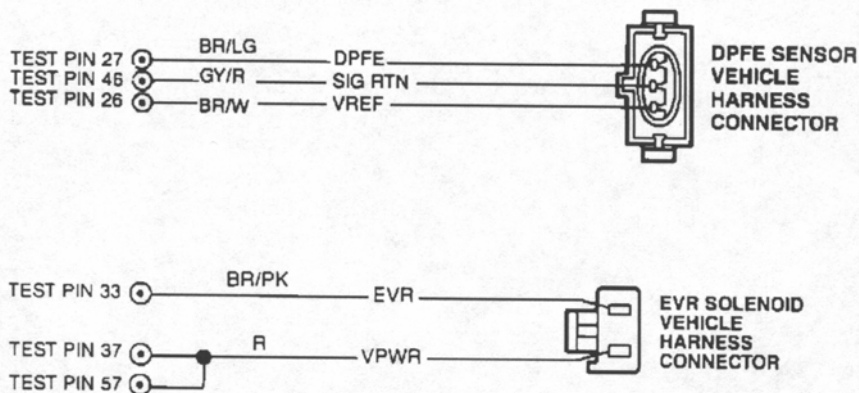 TEST PIN 27 BR/LG DPFE
TEST PIN 46 GY/R SIG RTN
TEST PIN 26 BR/W VREF
DPFE SENSOR
VEHICLE
HARNESS
CONNECTOR
TEST PIN 33 BR/PK EVR
TEST PIN 37 R VPWR
TEST PIN 57
EVR SOLENOID
VEHICLE
HARNESS
CONNECTOR